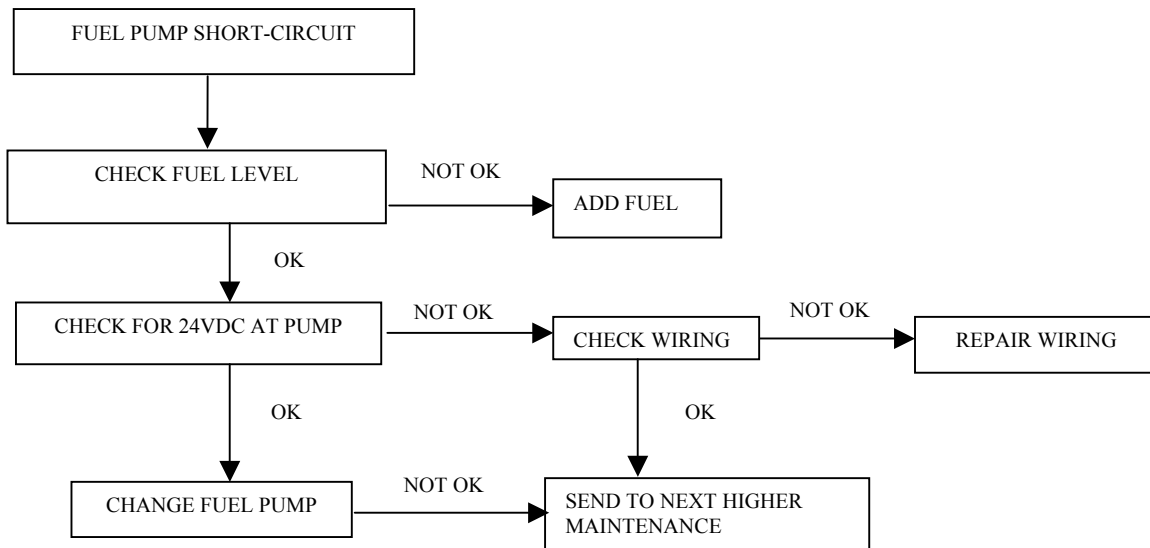 FUEL PUMP SHORT-CIRCUIT
CHECK FUEL LEVEL
NOT OK
ADD FUEL
OK
CHECK FOR 24VDC AT PUMP
NOT OK
CHECK WIRING
NOT OK
REPAIR WIRING
OK
OK
CHANGE FUEL PUMP
NOT OK
SEND TO NEXT HIGHER
MAINTENANCE